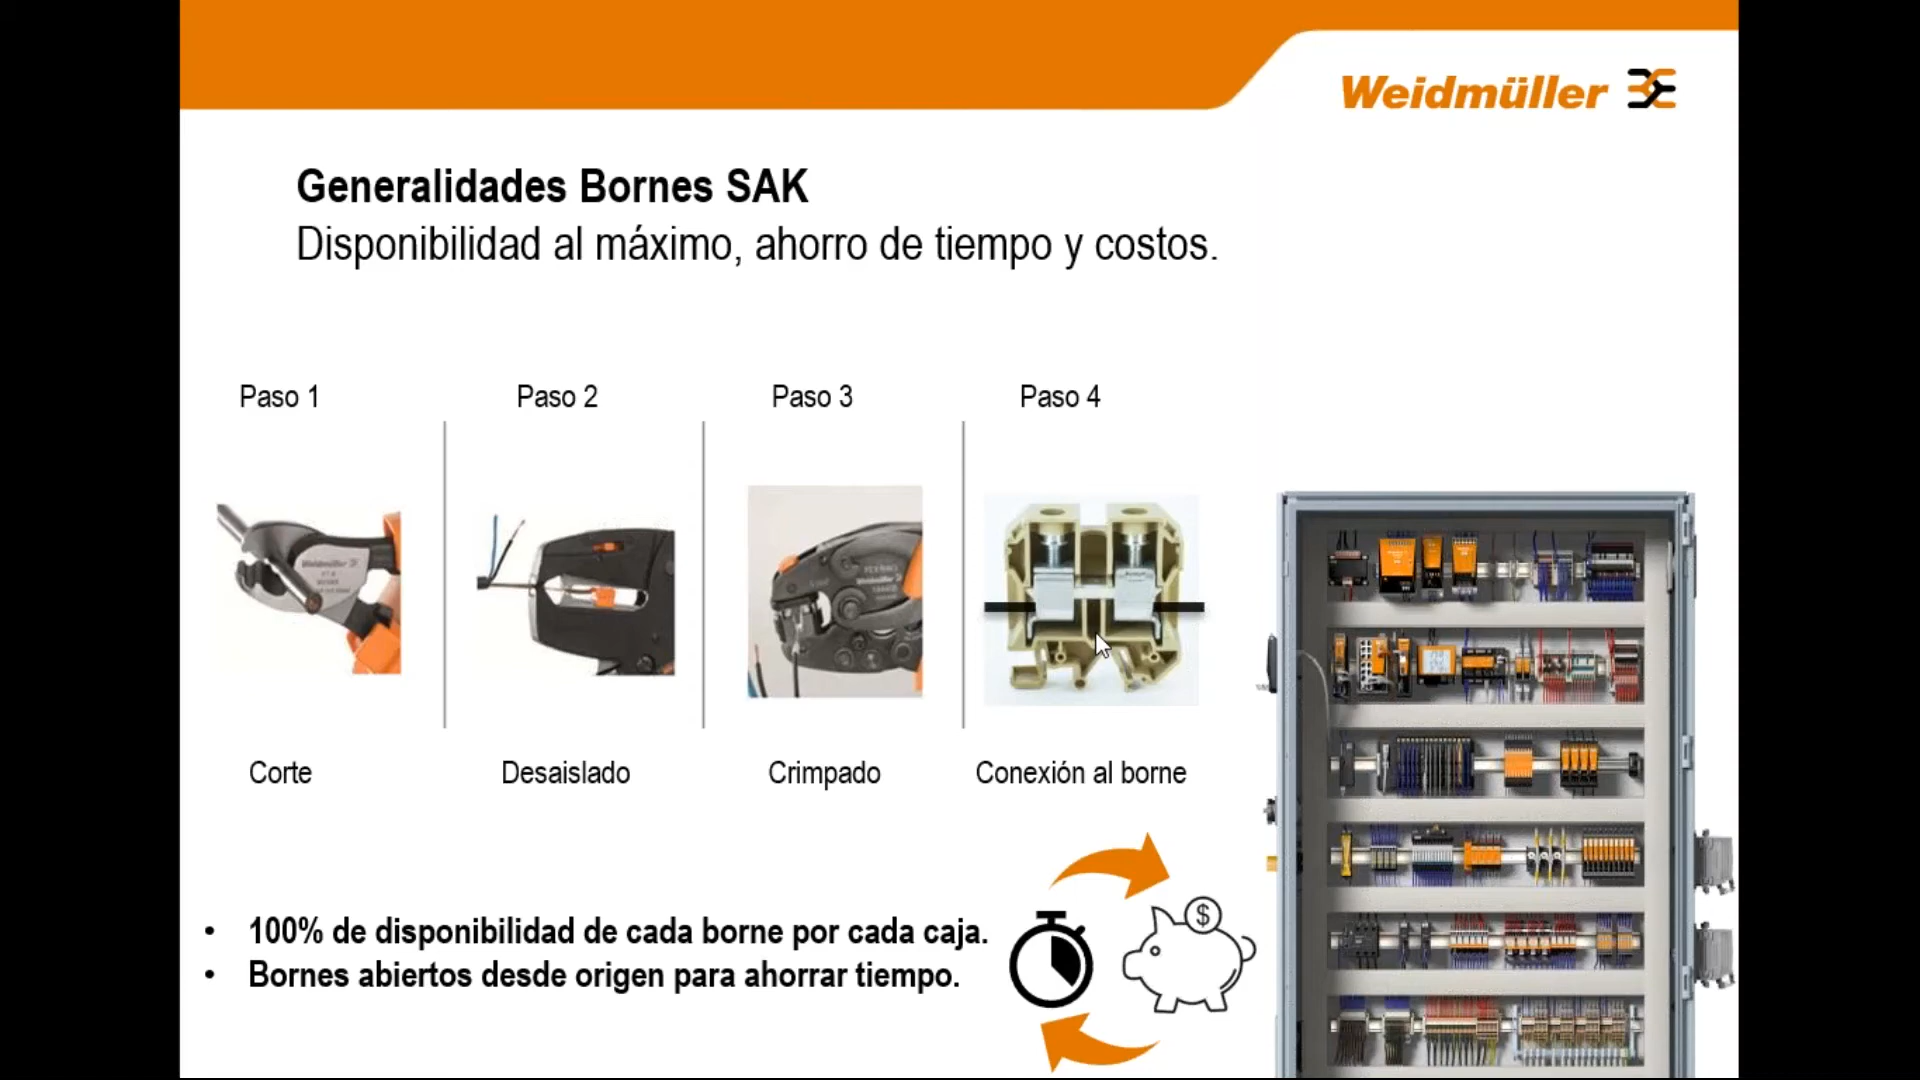 Weidmüller
Generalidades Bornes SAK
Disponibilidad al máximo, ahorro de tiempo y costos.
Paso 1
Paso 2
Paso 3
Paso 4
Weidmüller
Weidmüller
Corte
Desaislado
Crimpado
Conexión al borne
• 100% de disponibilidad de cada borne por cada caja.
• Bornes abiertos desde origen para ahorrar tiempo.
$